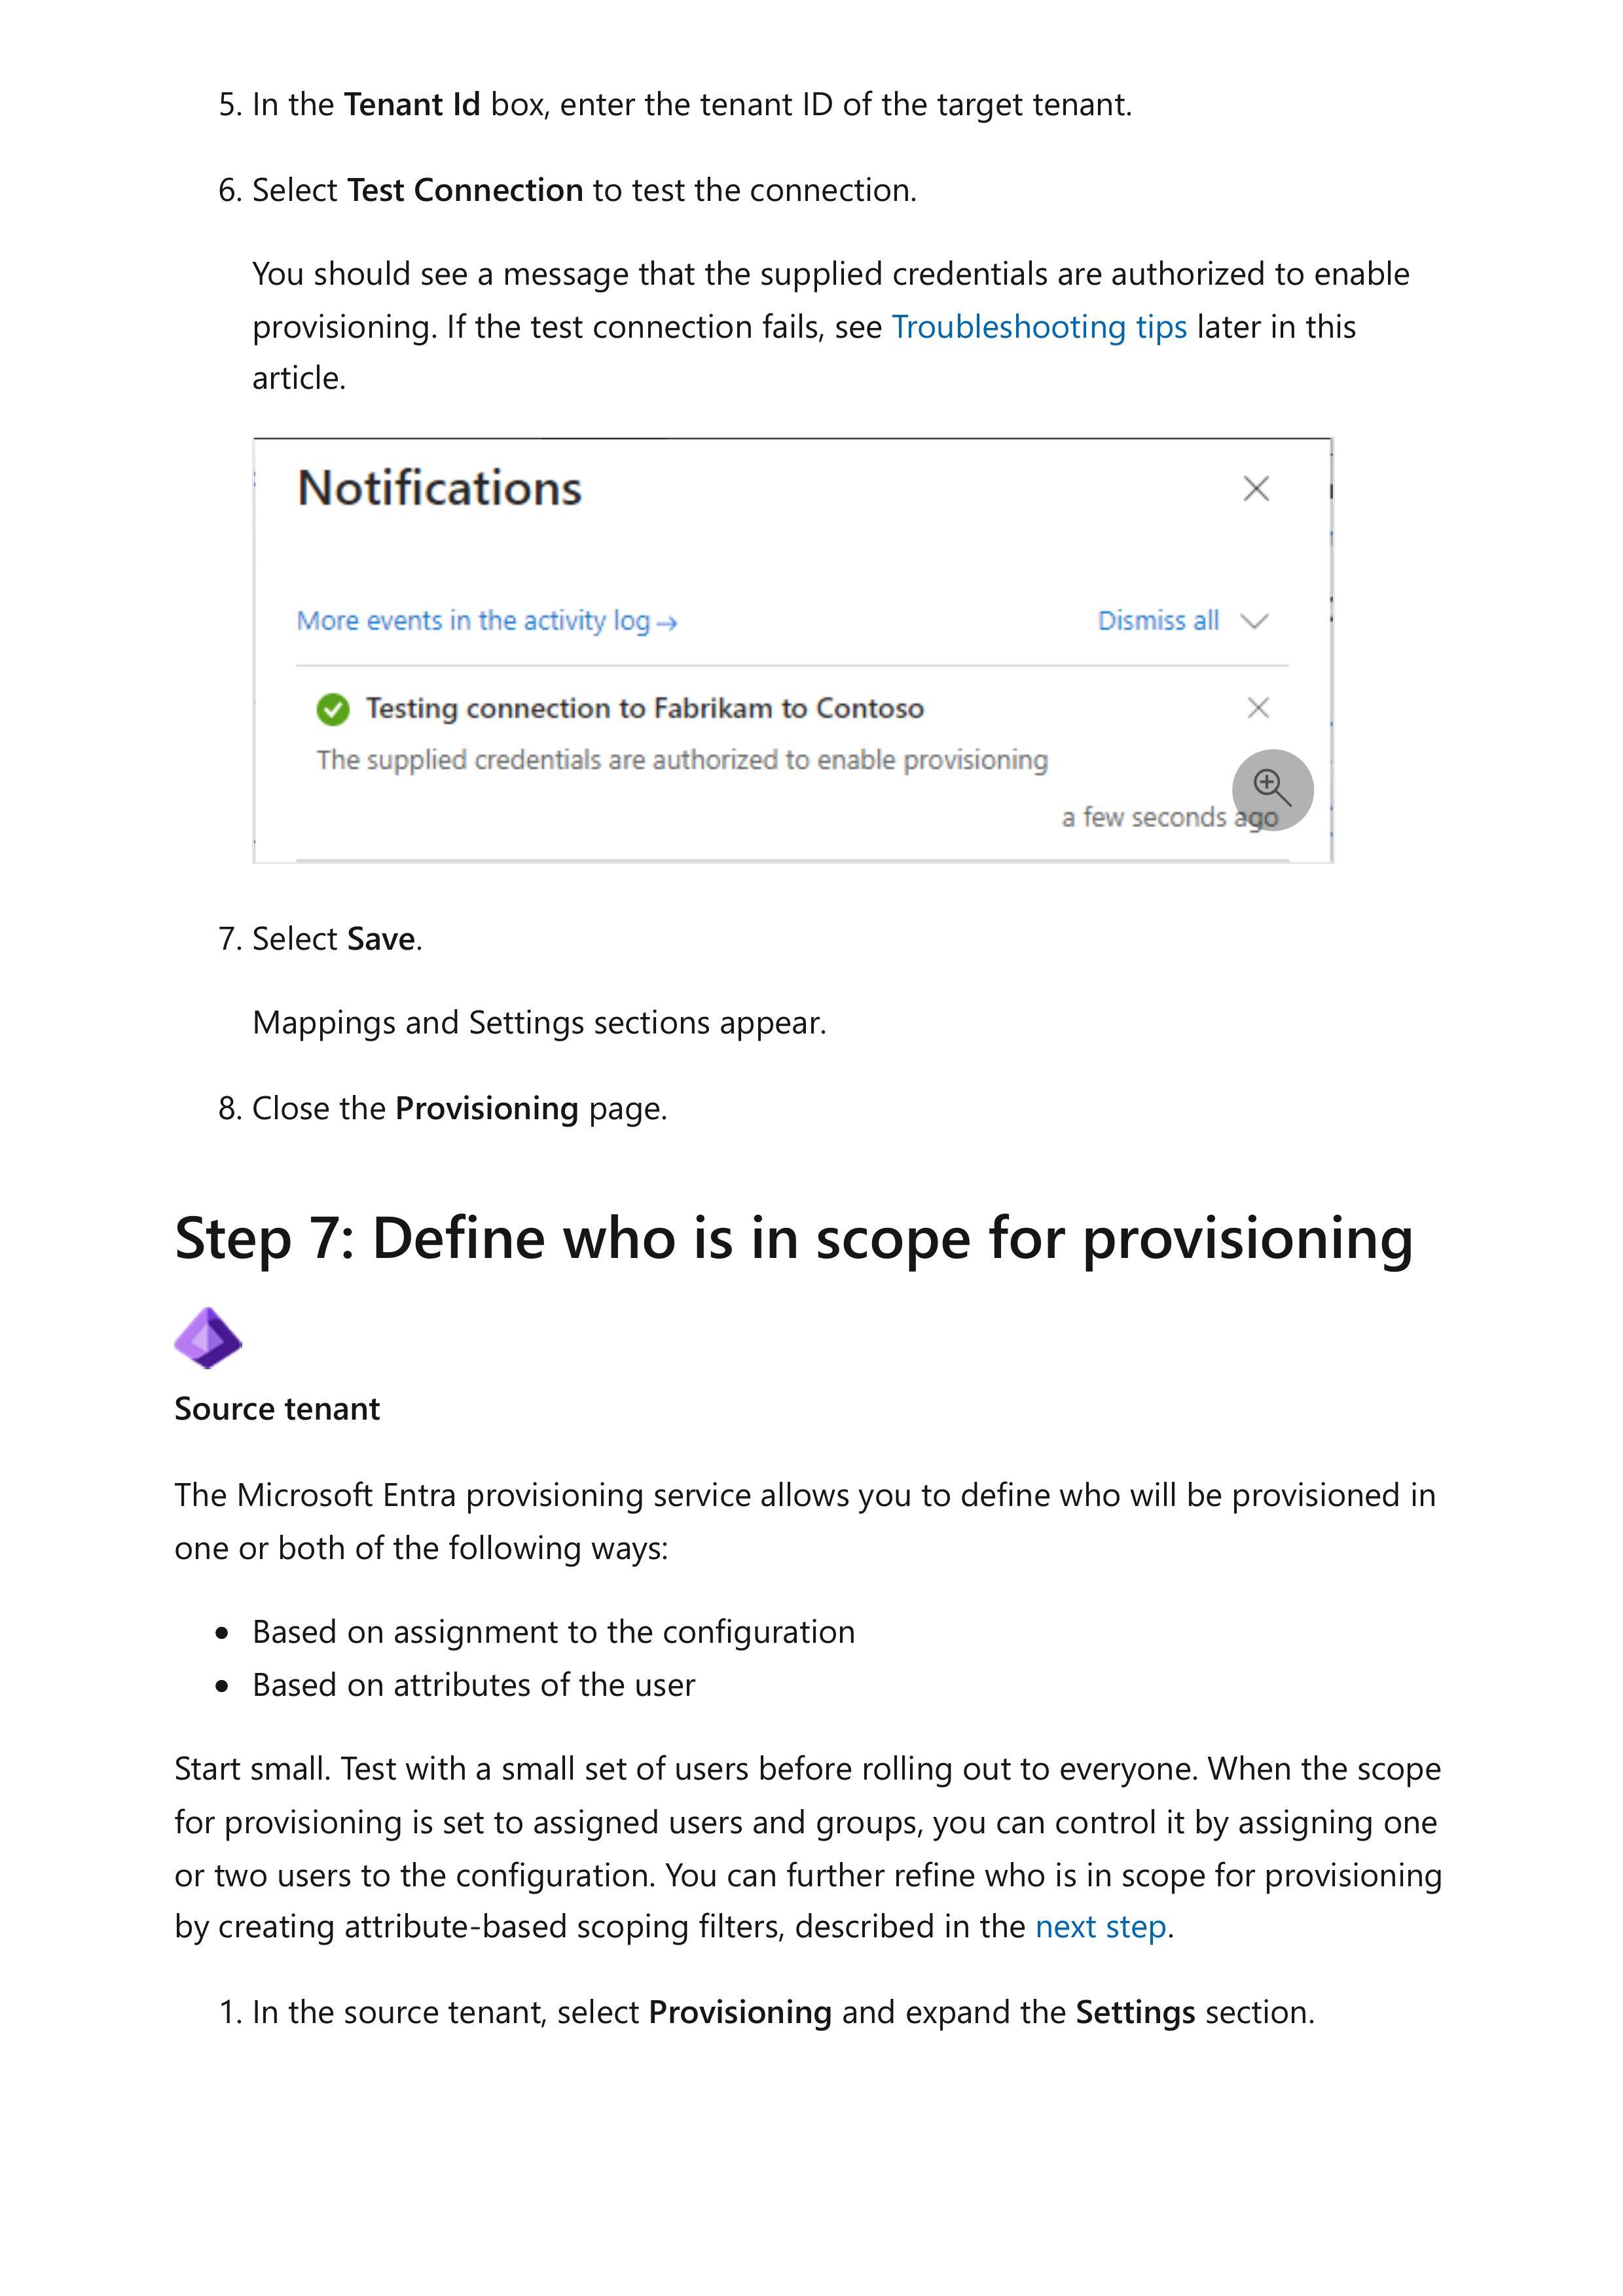 5. In the Tenant Id box, enter the tenant ID of the target tenant.
6. Select Test Connection to test the connection.
You should see a message that the supplied credentials are authorized to enable
provisioning. If the test connection fails, see Troubleshooting tips later in this
article.
Notifications
More events in the activity log → Dismiss all
Testing connection to Fabrikam to Contoso
The supplied credentials are authorized to enable provisioning
a few seconds ago
7. Select Save.
Mappings and Settings sections appear.
8. Close the Provisioning page.
Step 7: Define who is in scope for provisioning
Source tenant
The Microsoft Entra provisioning service allows you to define who will be provisioned in
one or both of the following ways:
• Based on assignment to the configuration
• Based on attributes of the user
Start small. Test with a small set of users before rolling out to everyone. When the scope
for provisioning is set to assigned users and groups, you can control it by assigning one
or two users to the configuration. You can further refine who is in scope for provisioning
by creating attribute-based scoping filters, described in the next step.
1. In the source tenant, select Provisioning and expand the Settings section.